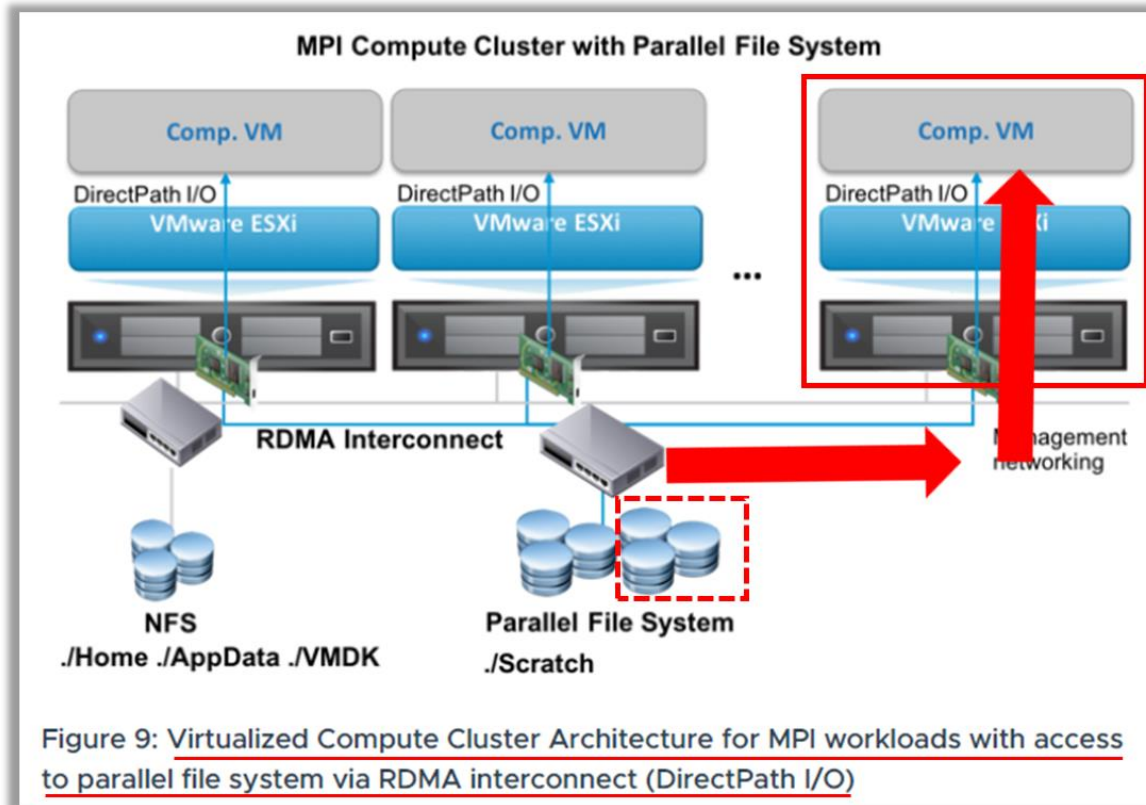 MPI Compute Cluster with Parallel File System
Comp. VM
Comp. VM
Comp. VM
DirectPath I/O
DirectPath I/O
DirectPath I/O
VMware ESXi
VMware ESXi
VMware
...
RDMA Interconnect
networking
NFS
Parallel File System
./Home ./AppData ./VMDK
./Scratch
Figure 9: Virtualized Compute Cluster Architecture for MPI workloads with access
to parallel file system via RDMA interconnect (DirectPath I/O)